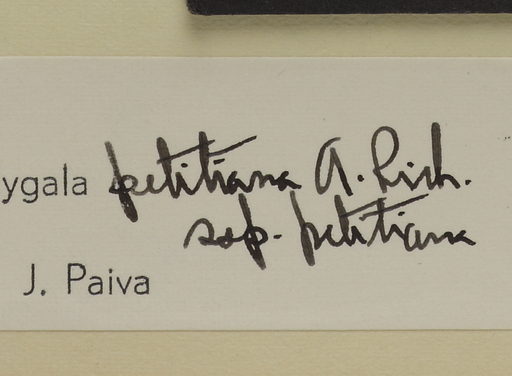 ygala petitiana A. Rich.
ssp. petitiana
J. Paiva